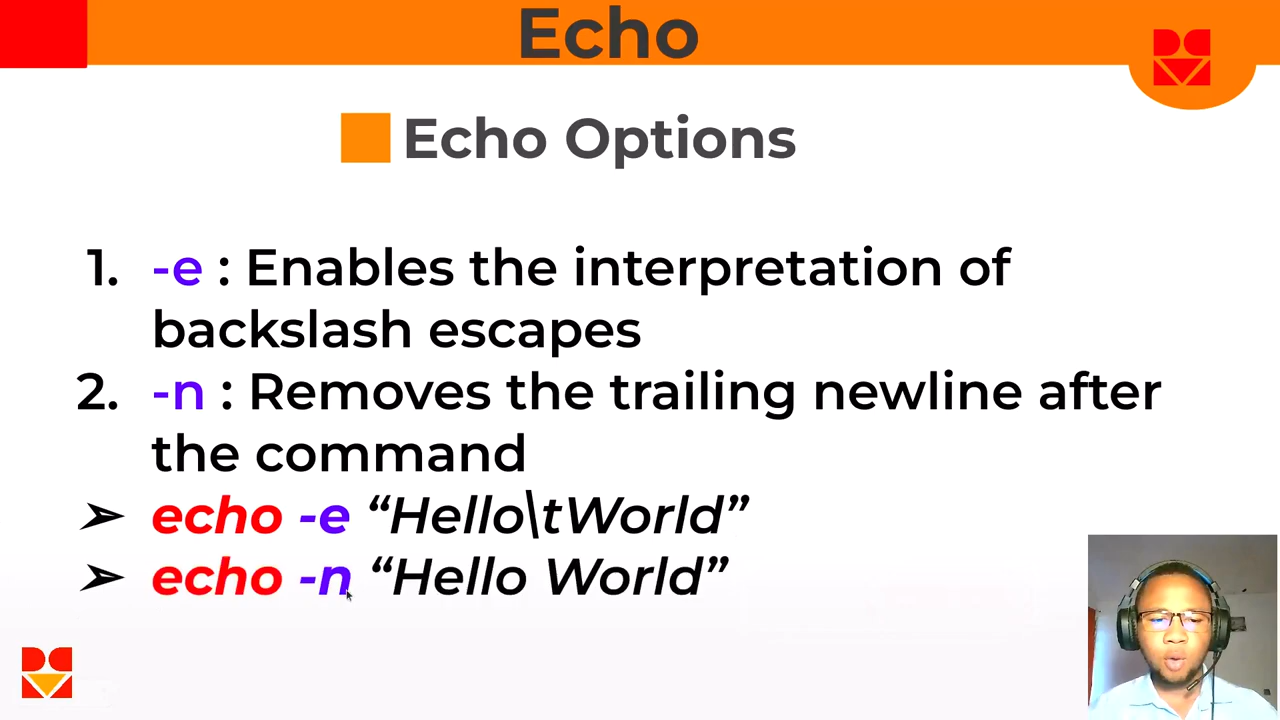 Echo
Echo Options
1. -e : Enables the interpretation of
backslash escapes
2. -n : Removes the trailing newline after
the command
➢ echo -e “Hello\tWorld”
➢ echo -n “Hello World”